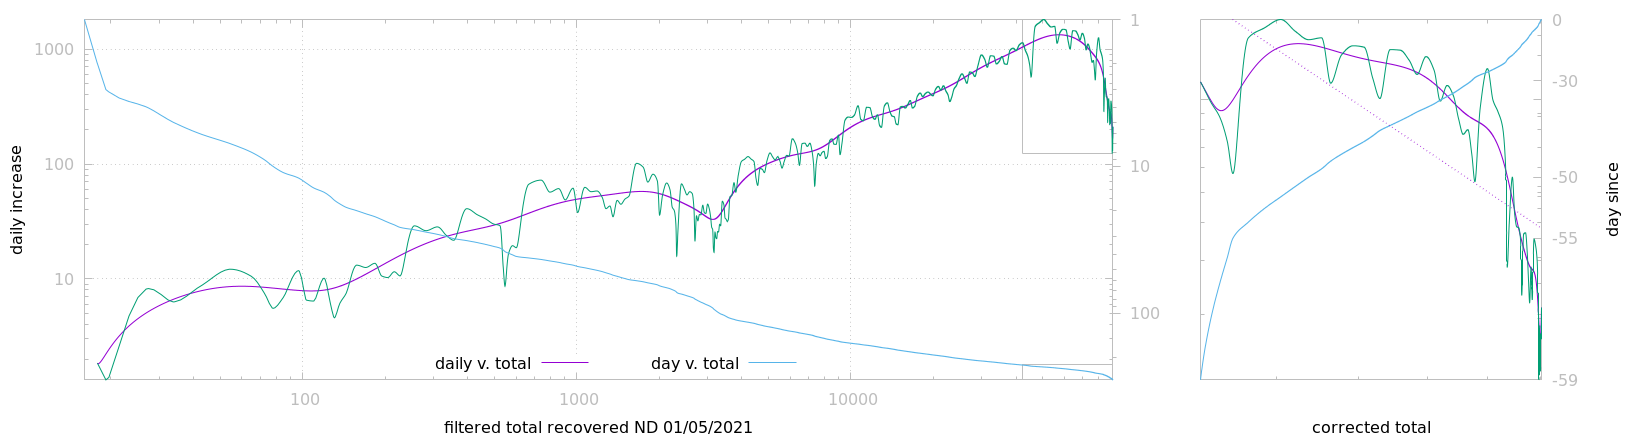 daily increase
1000
100
10
100
1000
10000
daily v. total
day v. total
filtered total recovered ND 01/05/2021
1
10
100
0
-30
-50
-55
-59
day since
corrected total